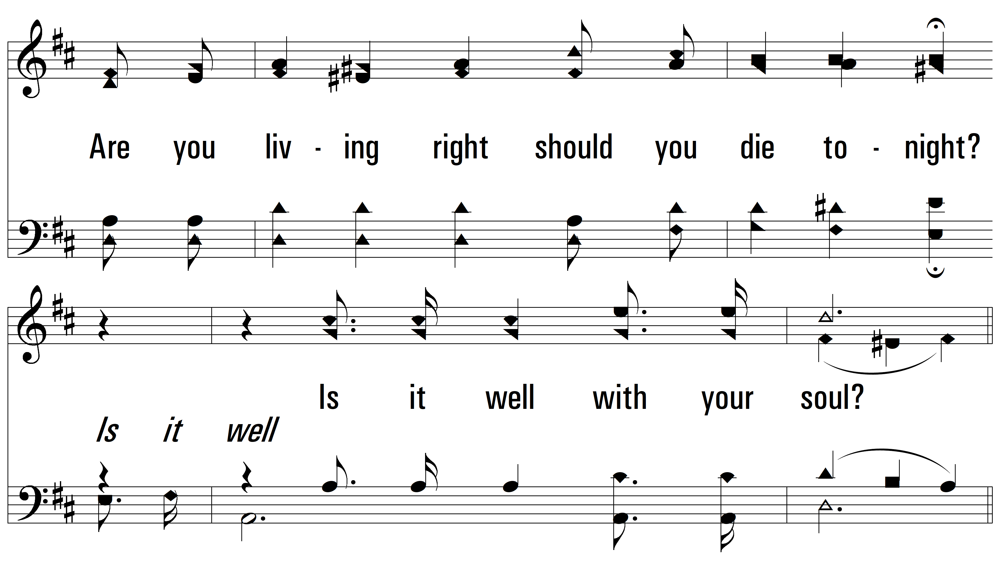 Are you liv - ing right should you die to - night?
Is it well with your soul?
Is it well